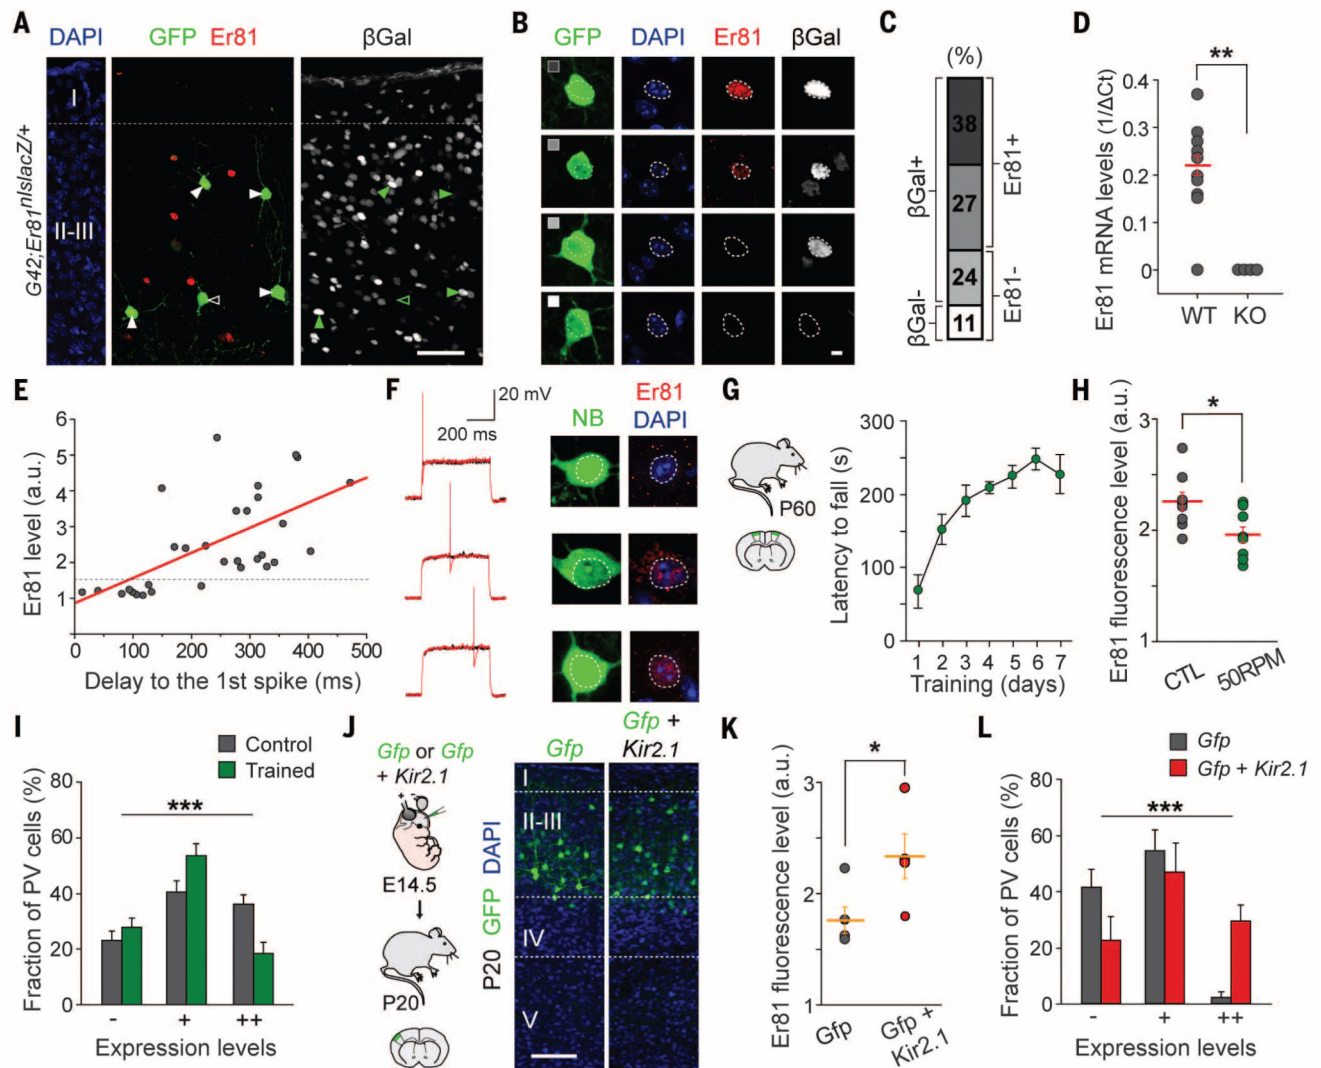 A
DAPI
GFP Er81
βGal
G42;Er81nlslacZ/+
I
II-III
B
GFP
DAPI
Er81
βGal
C
(%)
βGal+
βGal-
38
27
24
11
Er81+
Er81-
D
**
Er81 mRNA levels (1/ΔCt)
0.4
0.3
0.2
0.1
0
WT KO
E
Er81 level (a.u.)
6
5
4
3
2
1
0 100 200 300 400 500
Delay to the 1st spike (ms)
F
20 mV
200 ms
NB
Er81
DAPI
G
P60
Latency to fall (s)
300
200
100
0
1 2 3 4 5 6 7
Training (days)
H
*
Er81 fluorescence level (a.u.)
3
2
1
CTL
50RPM
I
Control
Trained
***
Fraction of PV cells (%)
80
60
40
20
0
- + ++
Expression levels
J
Gfp or Gfp
+ Kir2.1
+ -
E14.5
P20
P20 GFP DAPI
Gfp
Gfp +
Kir2.1
I
II-III
IV
V
K
*
Er81 fluorescence level (a.u.)
3
2
1
Gfp
Gfp +
Kir2.1
L
Gfp
Gfp + Kir2.1
***
Fraction of PV cells (%)
80
60
40
20
0
- + ++
Expression levels